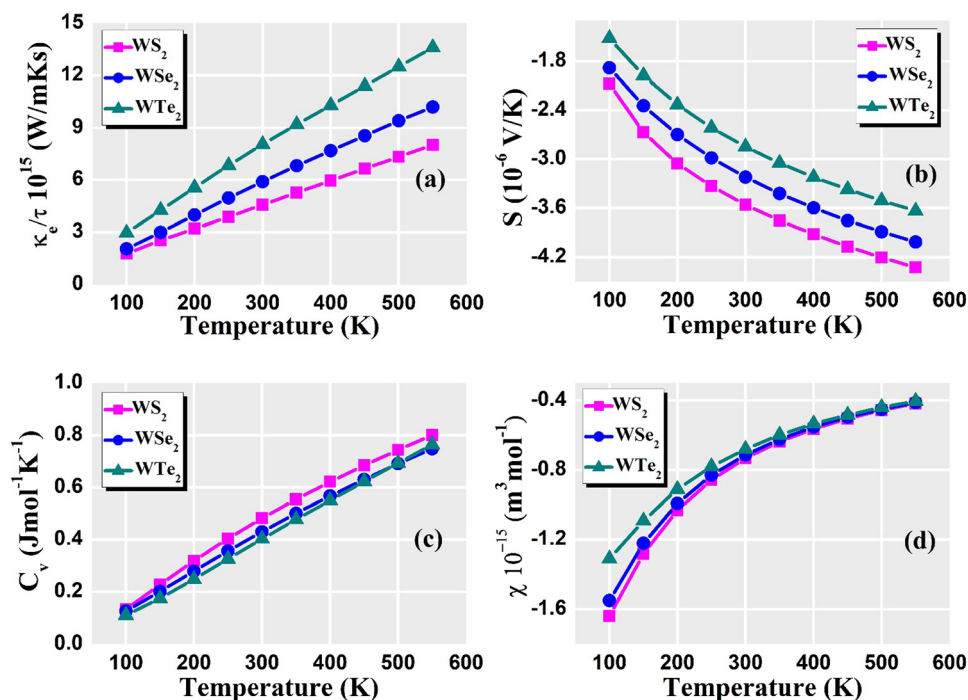 15
12
9
6
3
0
κe/τ 10¹⁵ (W/mKs)
WS₂
WSe₂
WTe₂
(a)
100 200 300 400 500 600
Temperature (K)
-1.8
-2.4
-3.0
-3.6
-4.2
S (10⁻⁶ V/K)
WS₂
WSe₂
WTe₂
(b)
100 200 300 400 500 600
Temperature (K)
1.0
0.8
0.6
0.4
0.2
0.0
Cᵥ (Jmol⁻¹K⁻¹)
WS₂
WSe₂
WTe₂
(c)
100 200 300 400 500 600
Temperature (K)
-0.4
-0.8
-1.2
-1.6
χ 10⁻¹⁵ (m³mol⁻¹)
WS₂
WSe₂
WTe₂
(d)
100 200 300 400 500 600
Temperature (K)